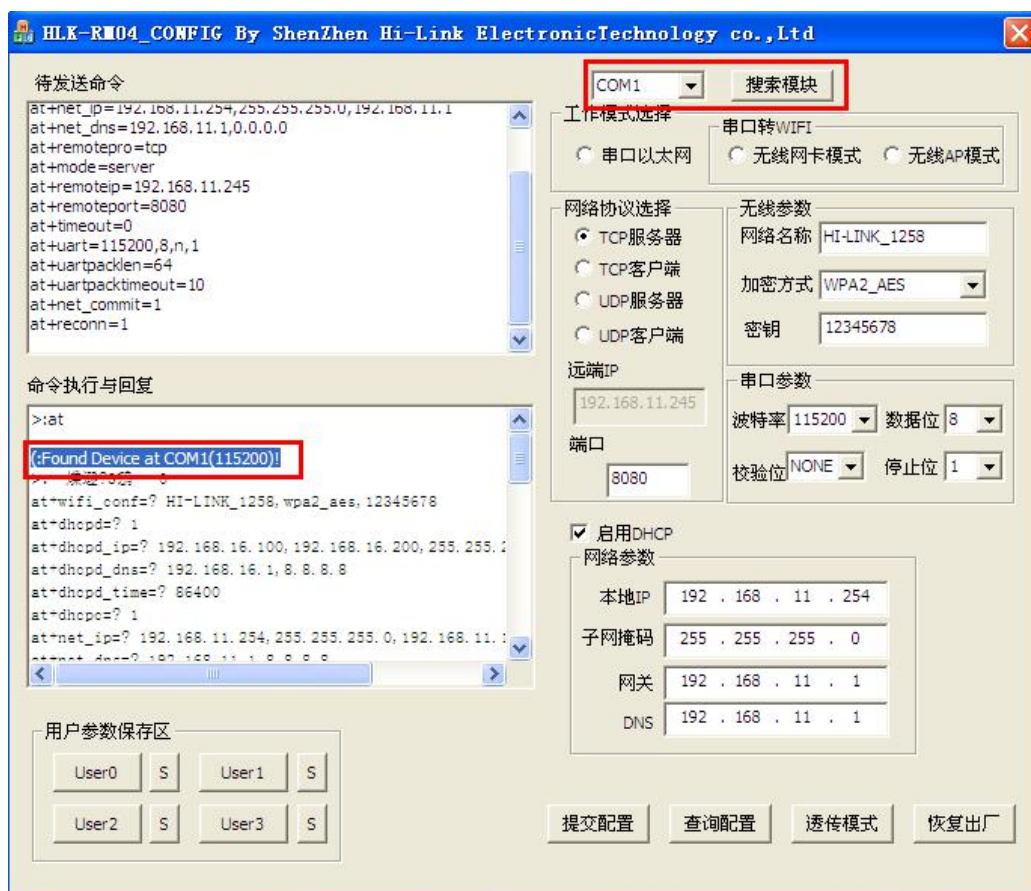 HLK-RM04_CONFIG By ShenZhen Hi-Link ElectronicTechnology co.,Ltd
待发送命令
at+net_ip=192.168.11.254,255.255.255.0,192.168.11.1
at+net_dns=192.168.11.1,0.0.0.0
at+remotepro=tcp
at+mode=server
at+remoteip=192.168.11.245
at+remoteport=8080
at+timeout=0
at+uart=115200,8,n,1
at+uartpacklen=64
at+uartpacktimeout=10
at+net_commit=1
at+reconn=1
命令执行与回复
>:at
(:Found Device at COM1(115200)!
at+wifi_conf=? HI-LINK_1258, wpa2_aes, 12345678
at+dhcpd=? 1
at+dhcpd_ip=? 192.168.16.100, 192.168.16.200, 255.255.2
at+dhcpd_dns=? 192.168.16.1, 8.8.8.8
at+dhcpd_time=? 86400
at+dhcpc=? 1
at+net_ip=? 192.168.11.254, 255.255.255.0, 192.168.11.
at+net_dns=? 192.168.11.1, 8.8.8.8
用户参数保存区
User0 S User1 S
User2 S User3 S
COM1 搜索模块
工作模式选择
串口转WIFI
串口以太网 无线网卡模式 无线AP模式
网络协议选择
TCP服务器
TCP客户端
UDP服务器
UDP客户端
远端IP
192.168.11.245
端口
8080
无线参数
网络名称 HI-LINK_1258
加密方式 WPA2_AES
密钥 12345678
串口参数
波特率 115200 数据位 8
校验位 NONE 停止位 1
启用DHCP
网络参数
本地IP 192 . 168 . 11 . 254
子网掩码 255 . 255 . 255 . 0
网关 192 . 168 . 11 . 1
DNS 192 . 168 . 11 . 1
提交配置 查询配置 透传模式 恢复出厂